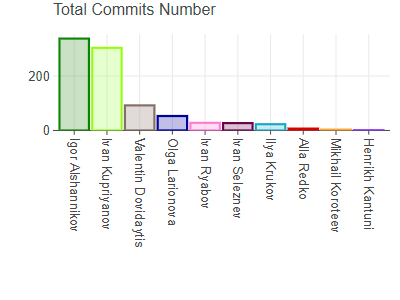 Total Commits Number
200
0
Igor Alshannikov
Ivan Kupriyanov
Valentin Dovidaytis
Olga Larionova
Ivan Ryabov
Ivan Seleznev
Ilya Krukov
Alla Redko
Mikhail Koroteev
Henrikh Kantuni